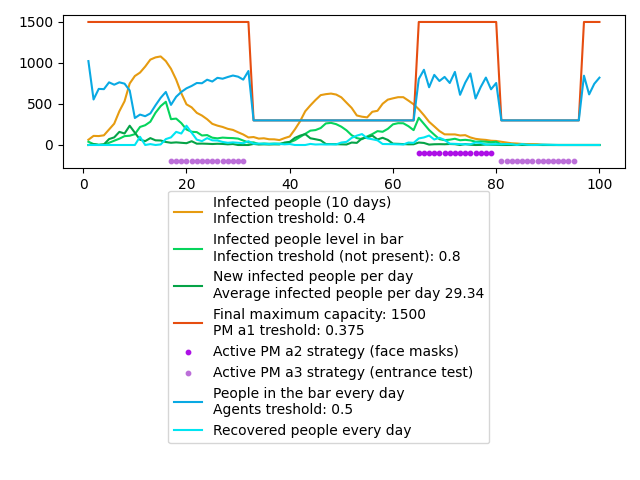 1500
1000
500
0
0
20
40
60
80
100
Infected people (10 days)
Infection treshold: 0.4
Infected people level in bar
Infection treshold (not present): 0.8
New infected people per day
Average infected people per day 29.34
Final maximum capacity: 1500
PM a1 treshold: 0.375
Active PM a2 strategy (face masks)
Active PM a3 strategy (entrance test)
People in the bar every day
Agents treshold: 0.5
Recovered people every day